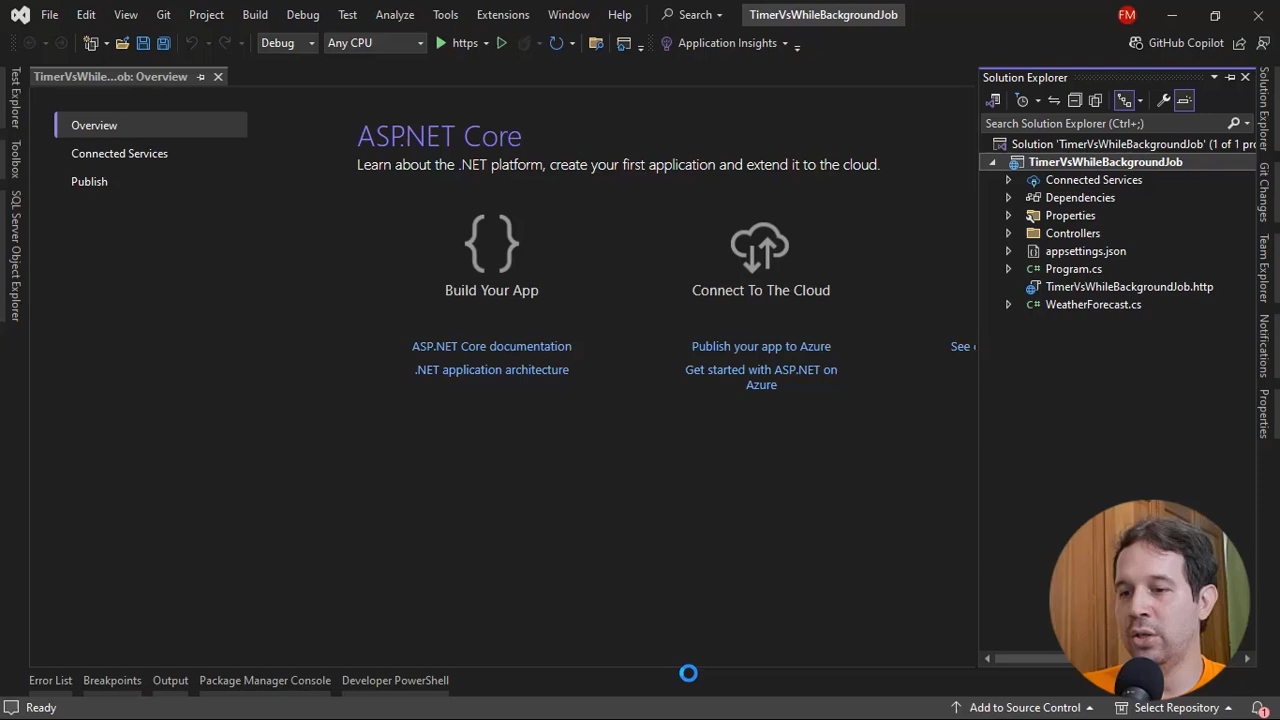 File Edit View Git Project Build Debug Test Analyze Tools Extensions Window Help Search TimerVsWhileBackgroundJob FM
Debug Any CPU https Application Insights GitHub Copilot
TimerVsWhile...ob: Overview
Overview
Connected Services
Publish
ASP.NET Core
Learn about the .NET platform, create your first application and extend it to the cloud.
Build Your App
ASP.NET Core documentation
.NET application architecture
Connect To The Cloud
Publish your app to Azure
Get started with ASP.NET on
Azure
See
Solution Explorer
Search Solution Explorer (Ctrl+;)
Solution 'TimerVsWhileBackgroundJob' (1 of 1 pro
TimerVsWhileBackgroundJob
Connected Services
Dependencies
Properties
Controllers
appsettings.json
Program.cs
TimerVsWhileBackgroundJob.http
WeatherForecast.cs
Test Explorer
Toolbox
SQL Server Object Explorer
Solution Explorer
Git Changes
Team Explorer
Notifications
Properties
Error List Breakpoints Output Package Manager Console Developer PowerShell
Ready Add to Source Control Select Repository 1